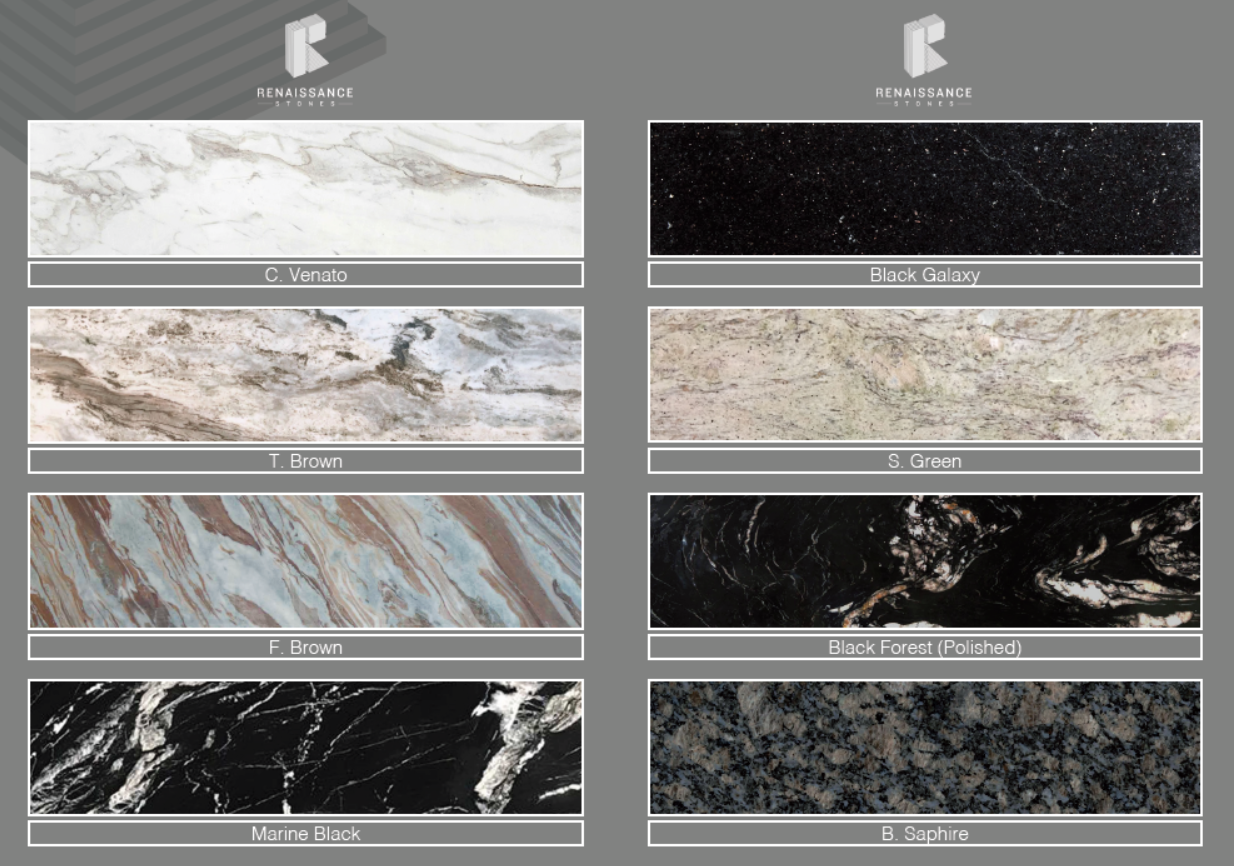 RENAISSANCE
STONES
C. Venato
T. Brown
F. Brown
Marine Black
RENAISSANCE
STONES
Black Galaxy
S. Green
Black Forest (Polished)
B. Saphire